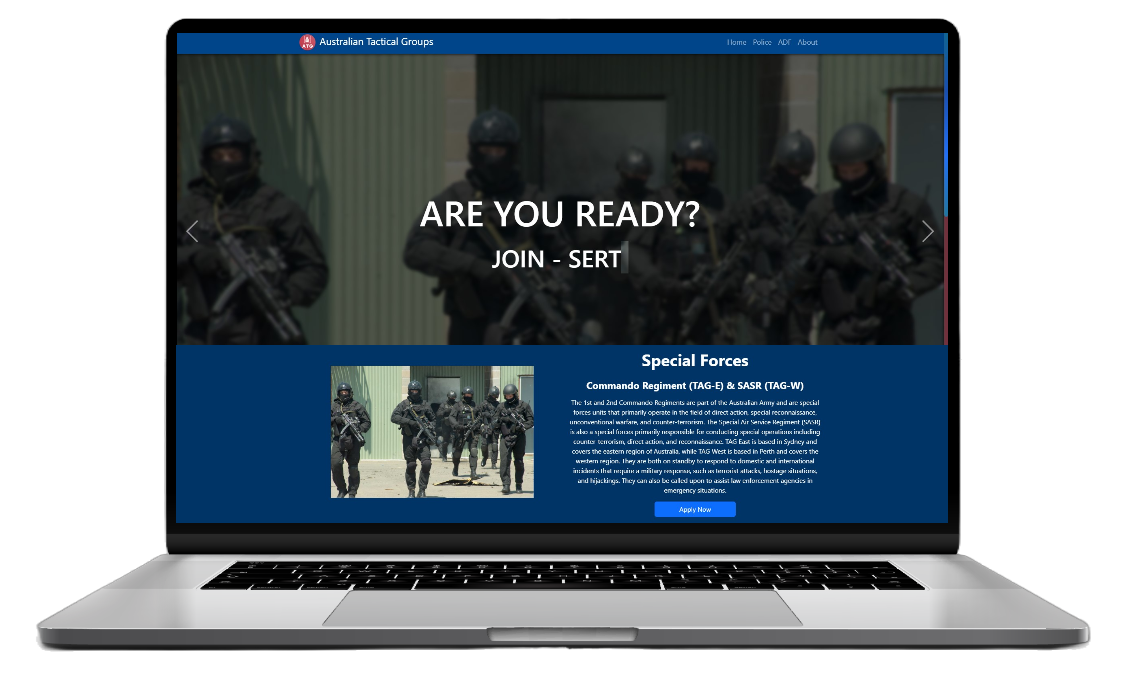 ATG Australian Tactical Groups
Home Police ADF About
ARE YOU READY?
JOIN - SERT
Special Forces
Commando Regiment (TAG-E) & SASR (TAG-W)
The 1st and 2nd Commando Regiments are part of the Australian Army and are special
forces units that primarily operate in the field of direct action, special reconnaissance,
unconventional warfare, and counter-terrorism. The Special Air Service Regiment (SASR)
is also a special forces primarily responsible for conducting special operations including
counter-terrorism, direct action, and reconnaissance. TAG East is based in Sydney and
covers the eastern region of Australia, while TAG West is based in Perth and covers the
western region. They are both on standby to respond to domestic and international
incidents that require a military response, such as terrorist attacks, hostage situations,
and hijackings. They can also be called upon to assist law enforcement agencies in
emergency situations.
Apply Now